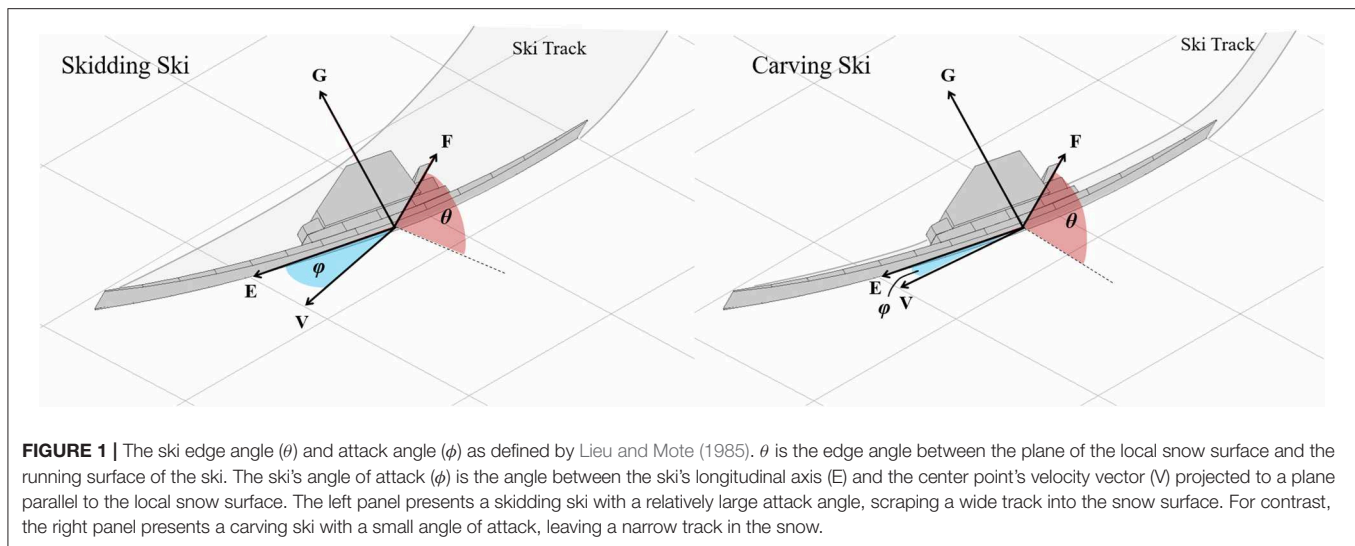 Skidding Ski
Ski Track
G
F
θ
φ
E
V
Carving Ski
Ski Track
G
F
θ
E
φ
V
FIGURE 1 | The ski edge angle (θ) and attack angle (ϕ) as defined by Lieu and Mote (1985). θ is the edge angle between the plane of the local snow surface and the
running surface of the ski. The ski's angle of attack (ϕ) is the angle between the ski's longitudinal axis (E) and the center point's velocity vector (V) projected to a plane
parallel to the local snow surface. The left panel presents a skidding ski with a relatively large attack angle, scraping a wide track into the snow surface. For contrast,
the right panel presents a carving ski with a small angle of attack, leaving a narrow track in the snow.